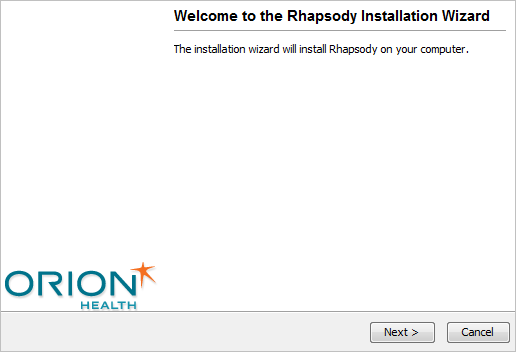 Welcome to the Rhapsody Installation Wizard
The installation wizard will install Rhapsody on your computer.
ORION
HEALTH
Next >
Cancel